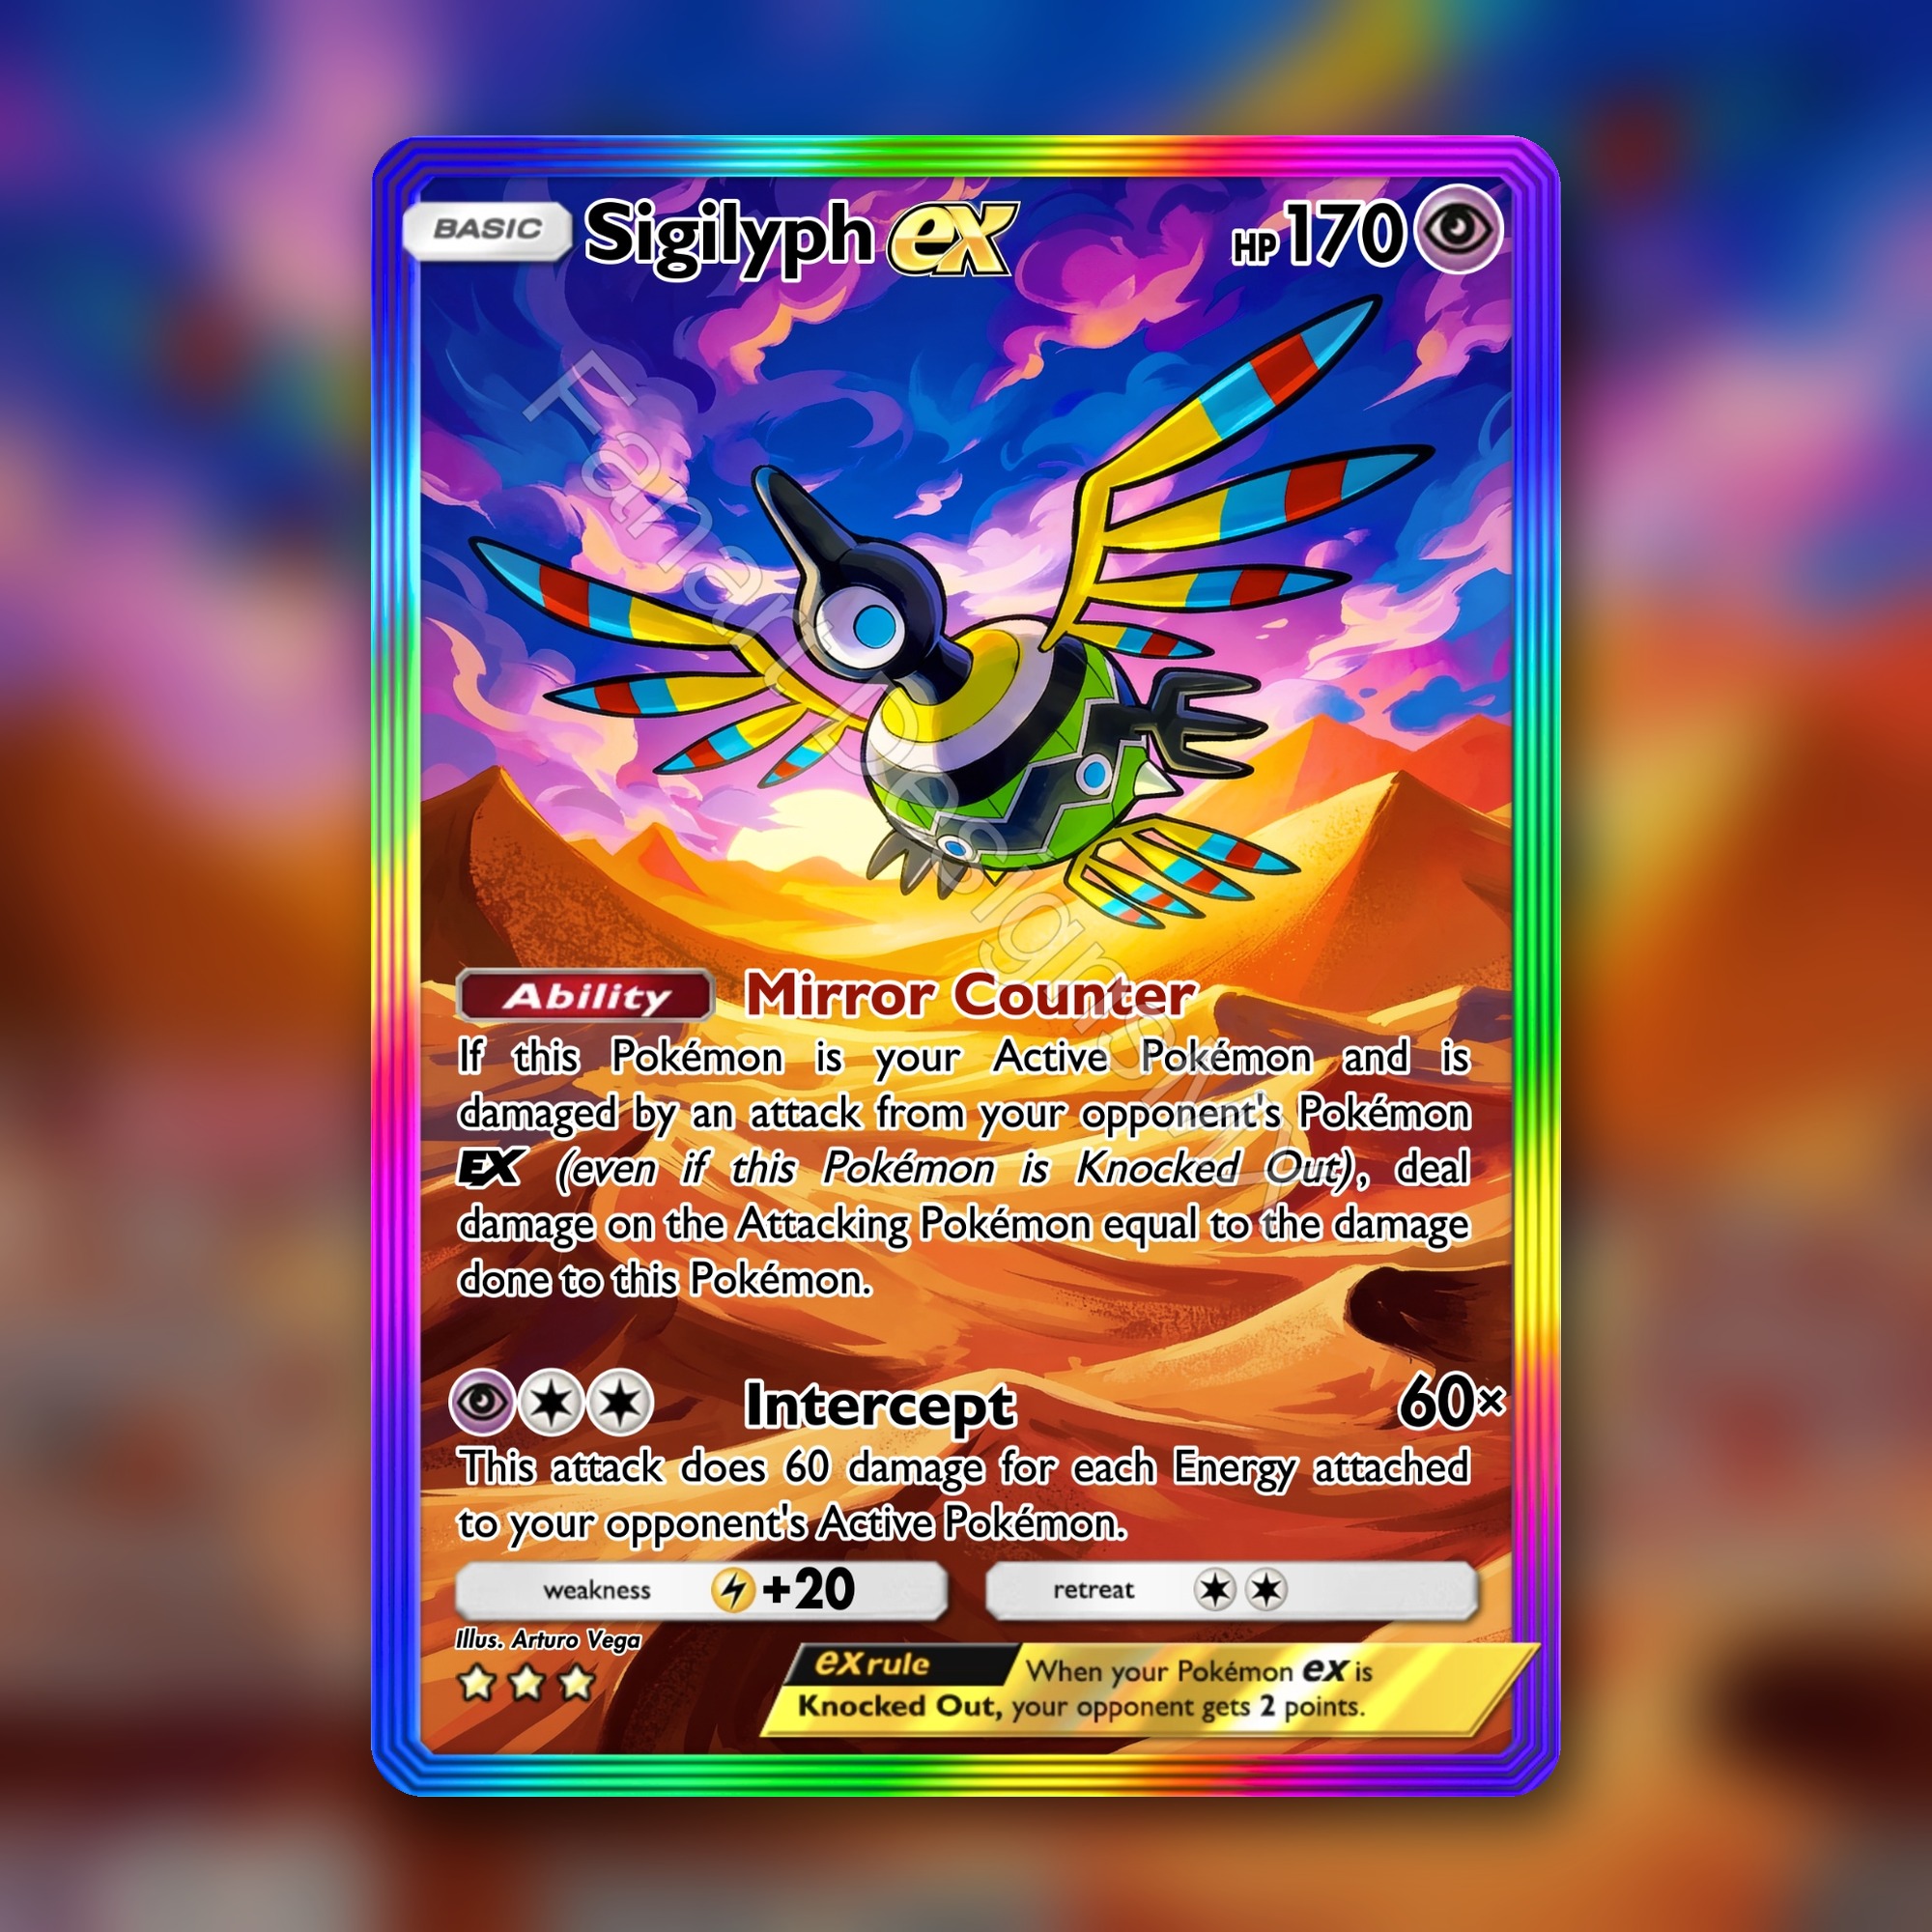 BASIC Sigilyph ex HP 170
Ability Mirror Counter
If this Pokémon is your Active Pokémon and is
damaged by an attack from your opponent's Pokémon
EX (even if this Pokémon is Knocked Out), deal
damage on the Attacking Pokémon equal to the damage
done to this Pokémon.
Intercept 60×
This attack does 60 damage for each Energy attached
to your opponent's Active Pokémon.
weakness +20 retreat
Illus. Arturo Vega
ex rule When your Pokémon ex is
Knocked Out, your opponent gets 2 points.
Fanart DesignsMX